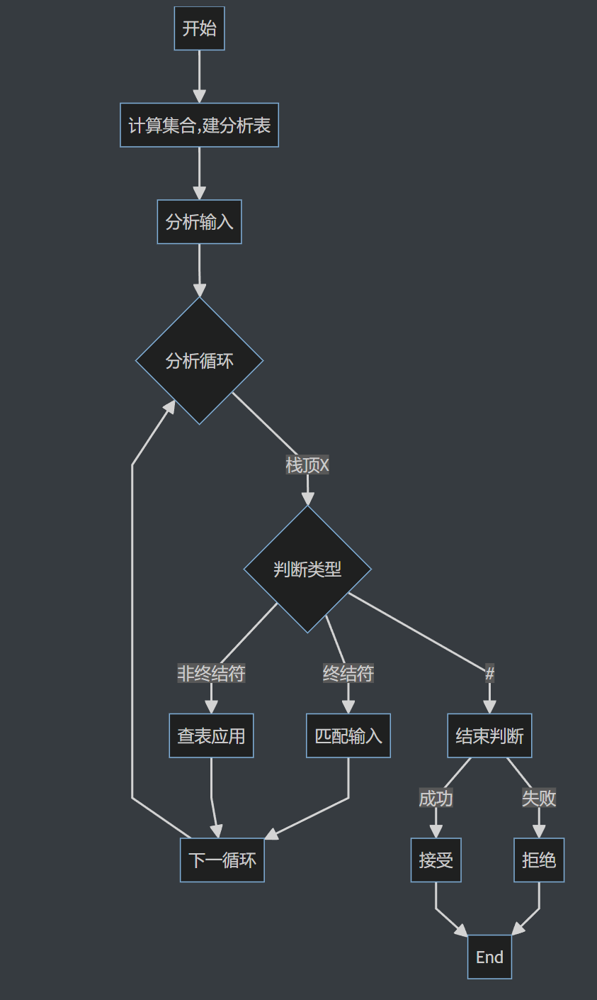 开始
计算集合,建分析表
分析输入
分析循环
栈顶X
判断类型
非终结符
终结符
#
查表应用
匹配输入
结束判断
成功
失败
下一循环
接受
拒绝
End